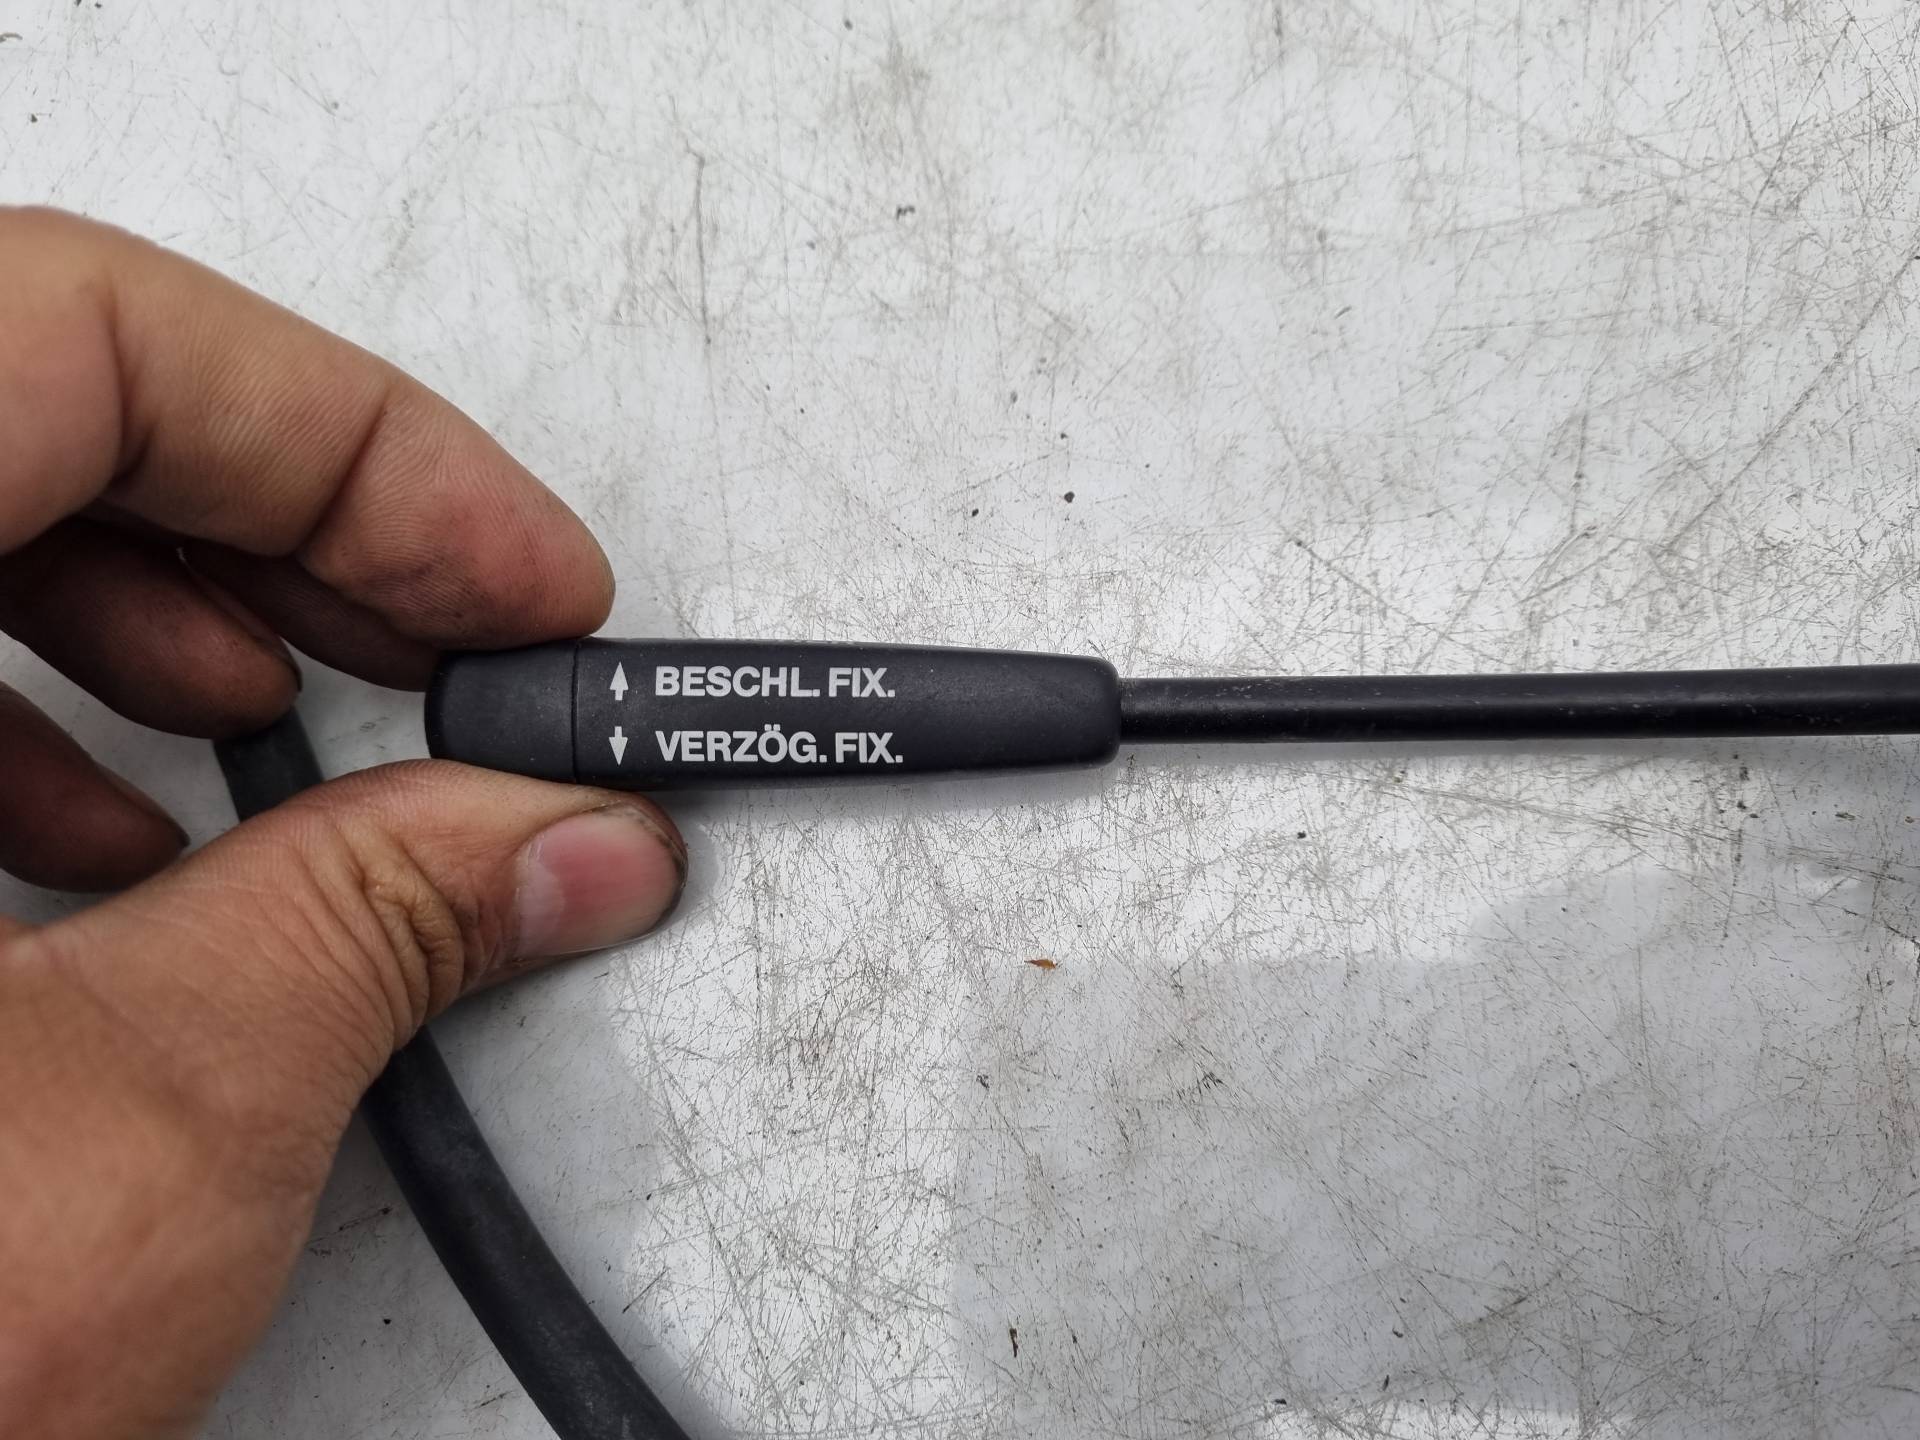 ↑ BESCHL. FIX.
↓ VERZÖG. FIX.